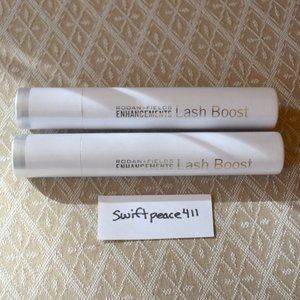 RODAN+FIELDS
ENHANCEMENTS Lash Boost
RODAN+FIELDS
ENHANCEMENTS Lash Boost
Swiftpeace411